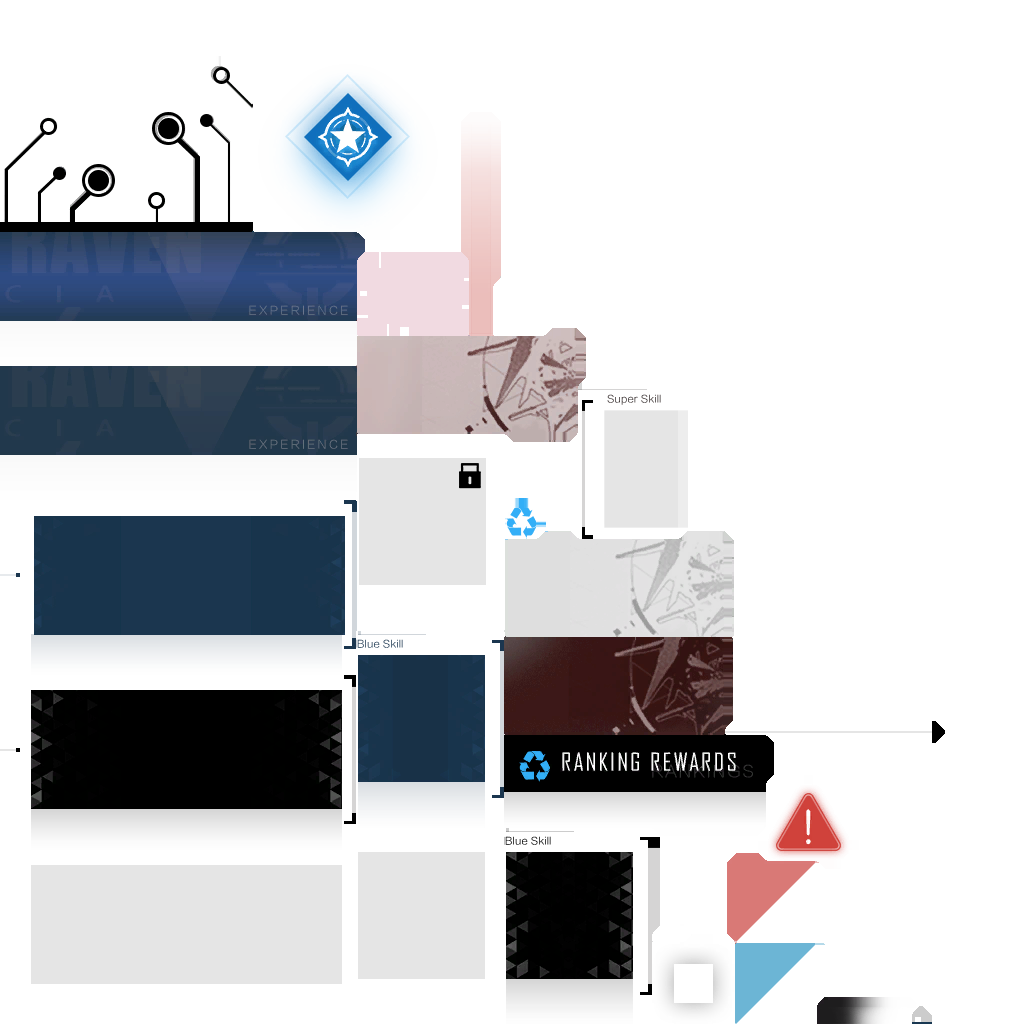 RAVEN
CIA
EXPERIENCE
RAVEN
CIA
EXPERIENCE
Super Skill
Blue Skill
RANKING REWARDS
RANKINGS
Blue Skill